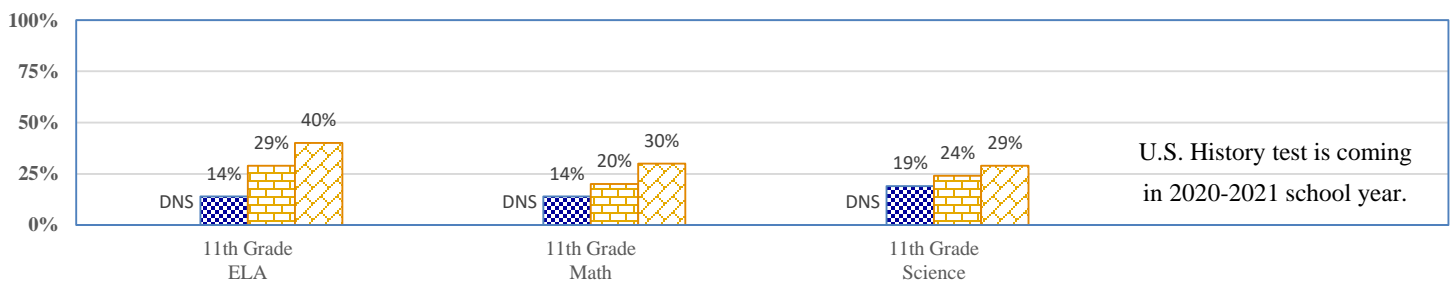 100%
75%
50%
25%
0%
DNS 14% 29% 40%
DNS 14% 20% 30%
DNS 19% 24% 29%
11th Grade
ELA
11th Grade
Math
11th Grade
Science
U.S. History test is coming
in 2020-2021 school year.